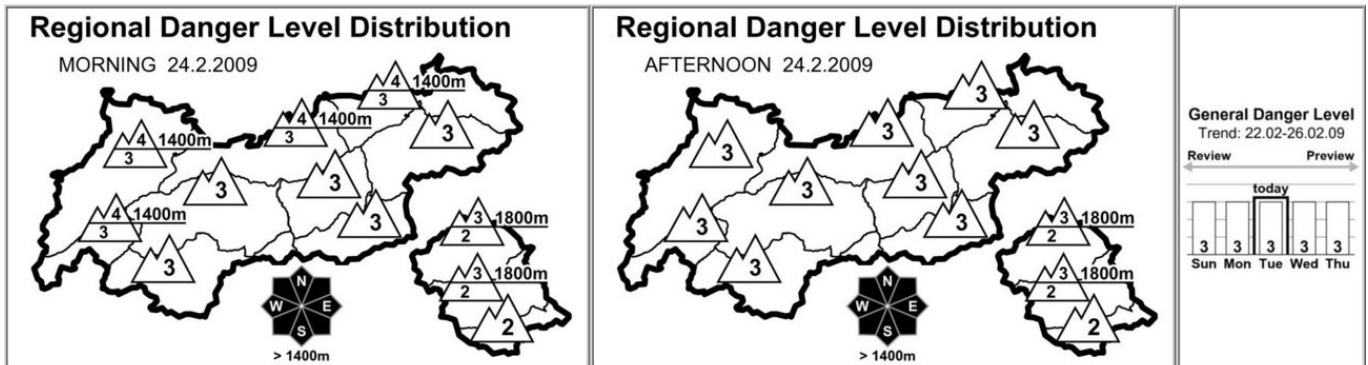 Regional Danger Level Distribution
MORNING 24.2.2009
4 1400m
3
4 1400m
3
4 1400m
3
3
3
3
4 1400m
3
3
3
3 1800m
2
3 1800m
2
2
N
W E
S
> 1400m
Regional Danger Level Distribution
AFTERNOON 24.2.2009
3
3
3
3
3
3
3
3
3
3 1800m
2
3 1800m
2
2
N
W E
S
> 1400m
General Danger Level
Trend: 22.02-26.02.09
Review Preview
today
3 3 3 3 3
Sun Mon Tue Wed Thu